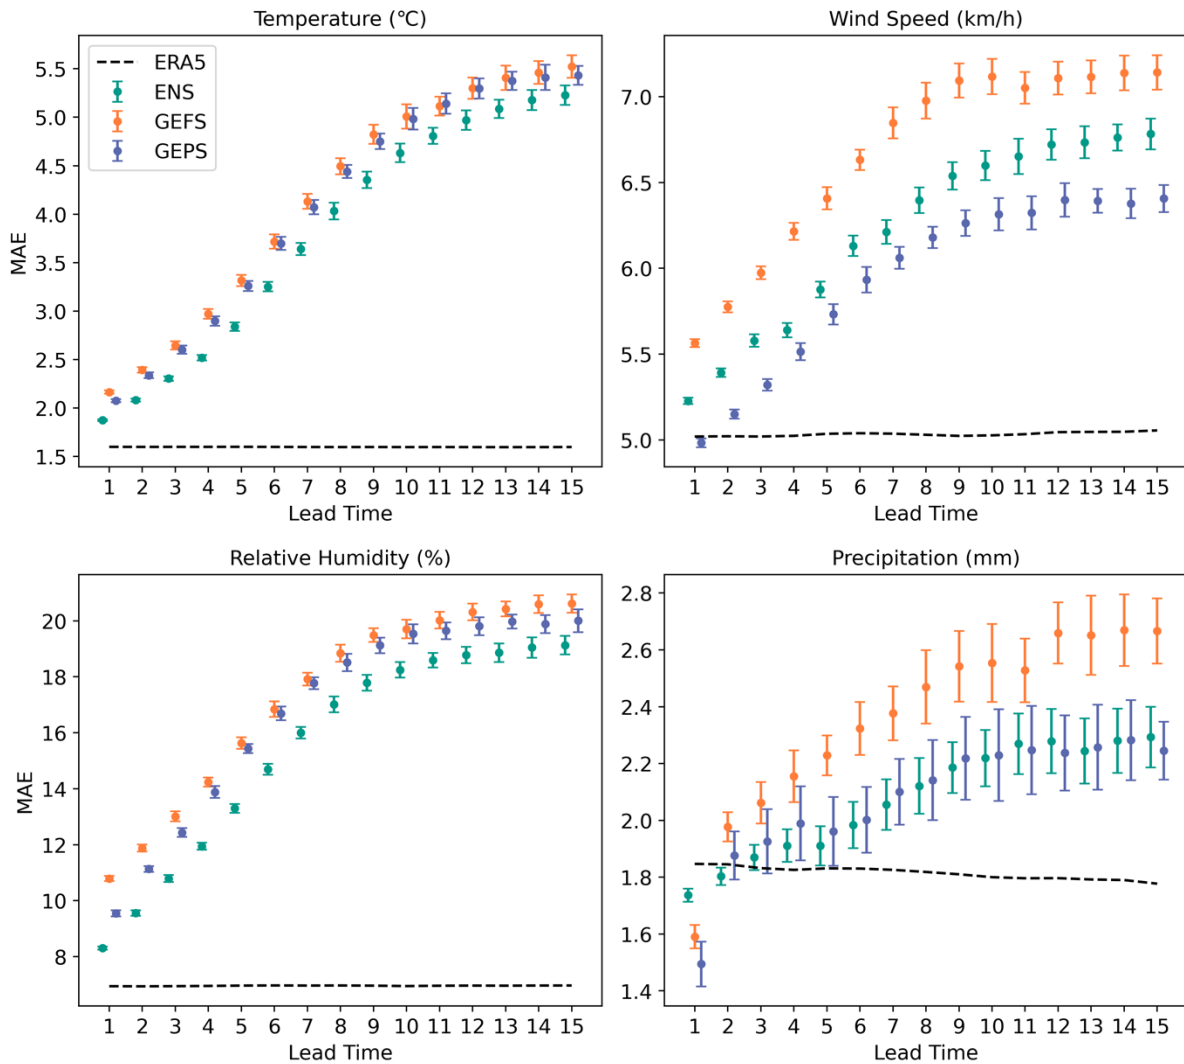 Temperature (℃)
5.5
5.0
4.5
4.0
3.5
3.0
2.5
2.0
1.5
MAE
ERA5
ENS
GEFS
GEPS
1 2 3 4 5 6 7 8 9 10 11 12 13 14 15
Lead Time
Wind Speed (km/h)
7.0
6.5
6.0
5.5
5.0
1 2 3 4 5 6 7 8 9 10 11 12 13 14 15
Lead Time
Relative Humidity (%)
20
18
16
14
12
10
8
MAE
1 2 3 4 5 6 7 8 9 10 11 12 13 14 15
Lead Time
Precipitation (mm)
2.8
2.6
2.4
2.2
2.0
1.8
1.6
1.4
1 2 3 4 5 6 7 8 9 10 11 12 13 14 15
Lead Time